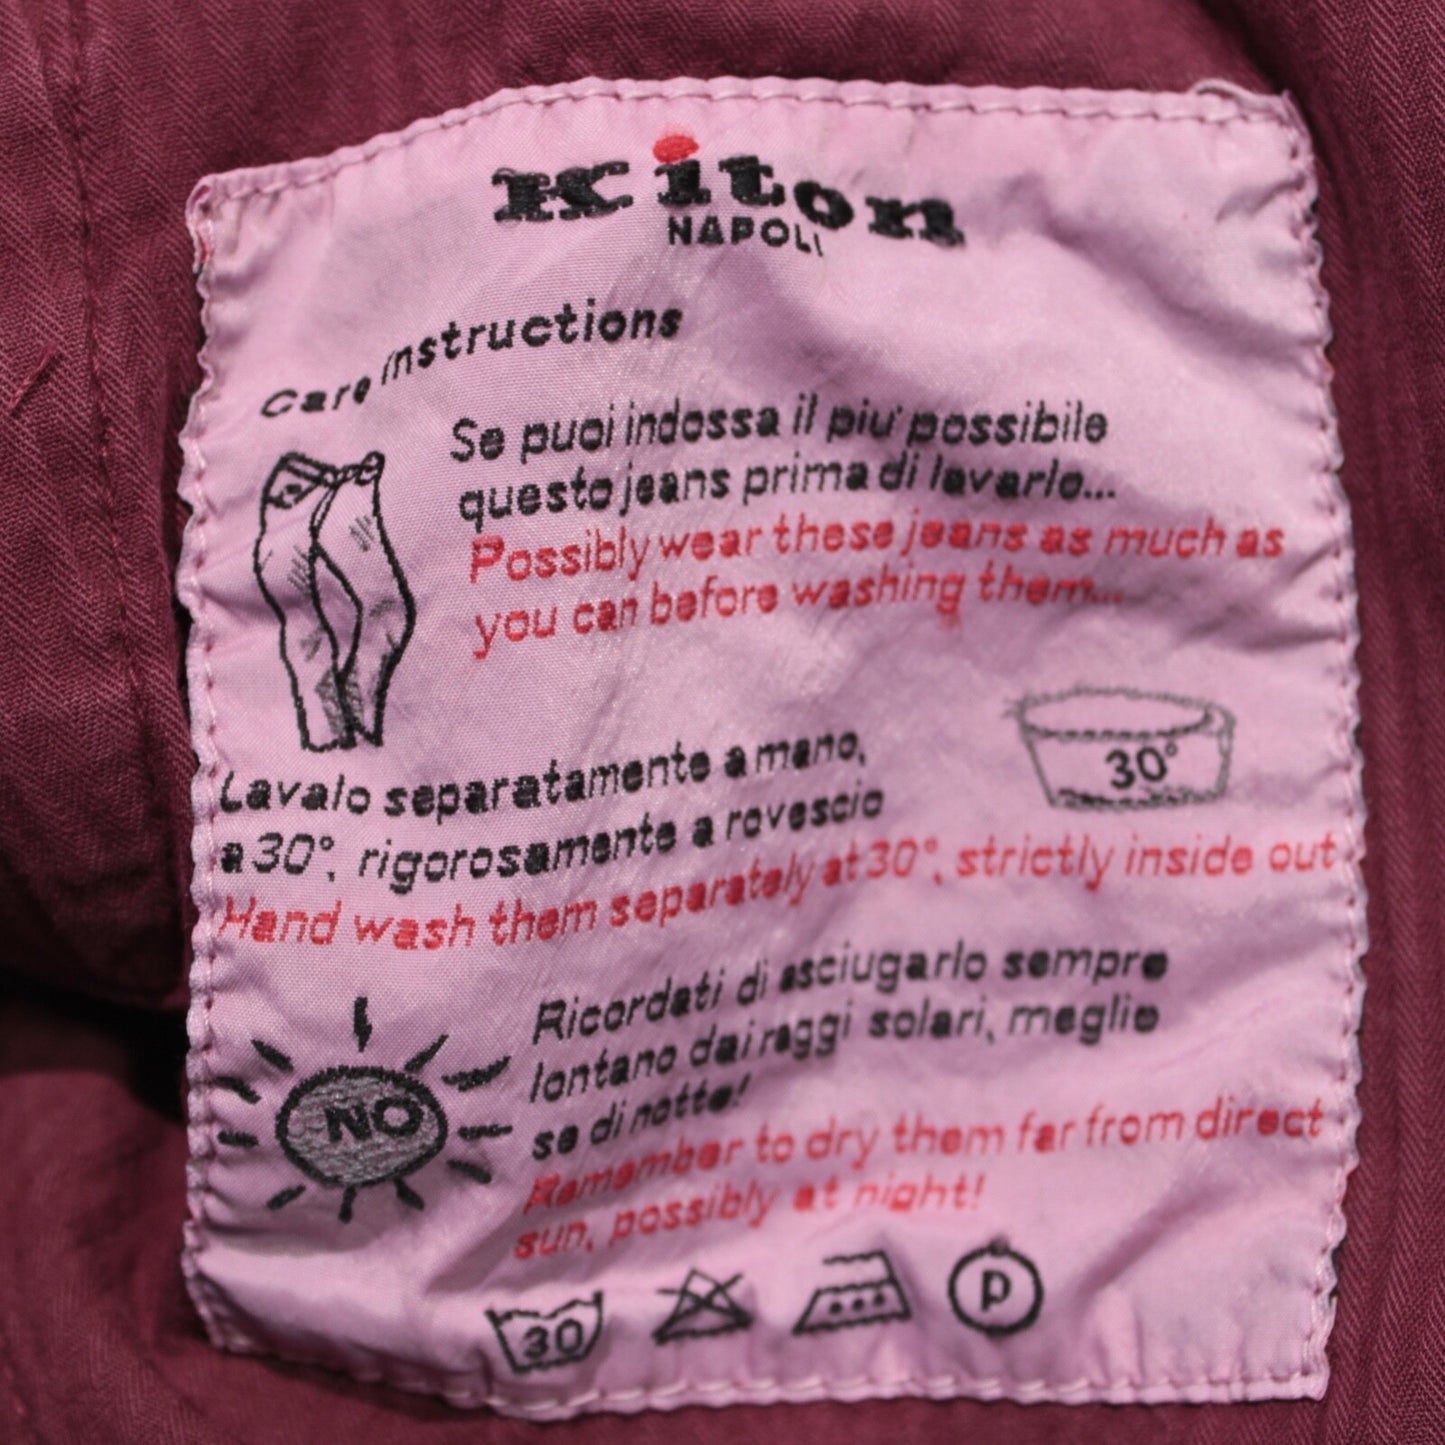 Kiton
NAPOLI
Care instructions
Se puoi indossa il piu' possibile
questo jeans prima di lavarlo...
Possibly wear these jeans as much as
you can before washing them...
30°
Lavalo separatamente a mano,
a 30°, rigorosamente a rovescio
Hand wash them separately at 30°, strictly inside out
NO
Ricordati di asciugarlo sempre
lontano dai raggi solari, meglio
se di notte!
Remember to dry them far from direct
sun, possibly at night!
30 P